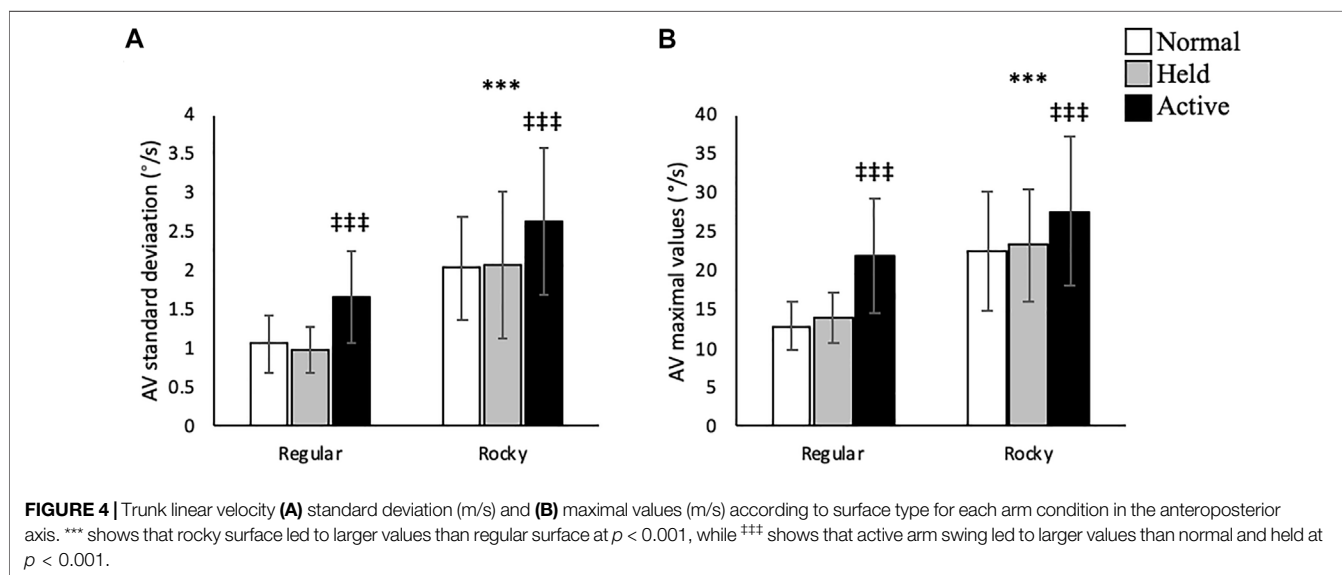 A
B
Normal
Held
Active
AV standard deviaation (°/s)
4
3.5
3
2.5
2
1.5
1
0.5
0
‡‡‡
***
‡‡‡
Regular
Rocky
AV maximal values (°/s)
40
35
30
25
20
15
10
5
0
‡‡‡
***
‡‡‡
Regular
Rocky
FIGURE 4 | Trunk linear velocity (A) standard deviation (m/s) and (B) maximal values (m/s) according to surface type for each arm condition in the anteroposterior
axis. *** shows that rocky surface led to larger values than regular surface at p < 0.001, while ‡‡‡ shows that active arm swing led to larger values than normal and held at
p < 0.001.